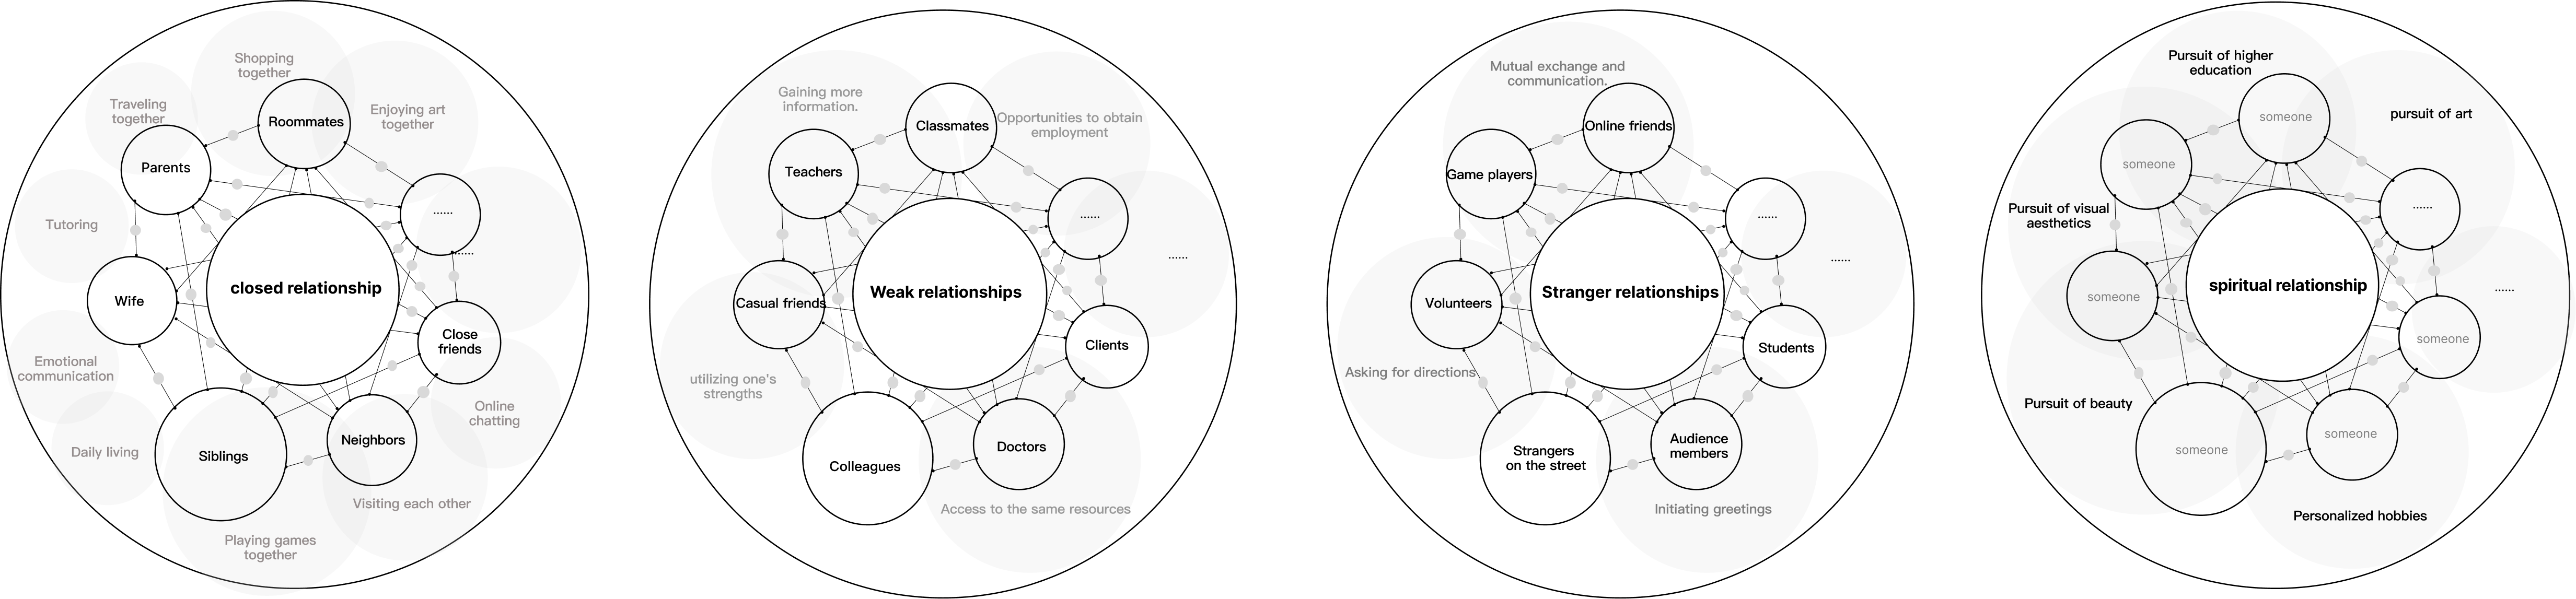 Shopping
together
Traveling
together
Enjoying art
together
Roommates
Parents
Tutoring
......
......
closed relationship
Wife
Close
friends
Emotional
communication
Online
chatting
Daily living
Siblings
Neighbors
Visiting each other
Playing games
together
Gaining more
information.
Classmates
Opportunities to obtain
employment
Teachers
......
......
Weak relationships
Casual friends
Clients
utilizing one's
strengths
Colleagues
Doctors
Access to the same resources
Mutual exchange and
communication.
Online friends
Game players
......
......
Stranger relationships
Volunteers
Students
Asking for directions
Strangers
on the street
Audience
members
Initiating greetings
Pursuit of higher
education
pursuit of art
someone
someone
Pursuit of visual
aesthetics
......
......
spiritual relationship
someone
someone
Pursuit of beauty
someone
someone
Personalized hobbies